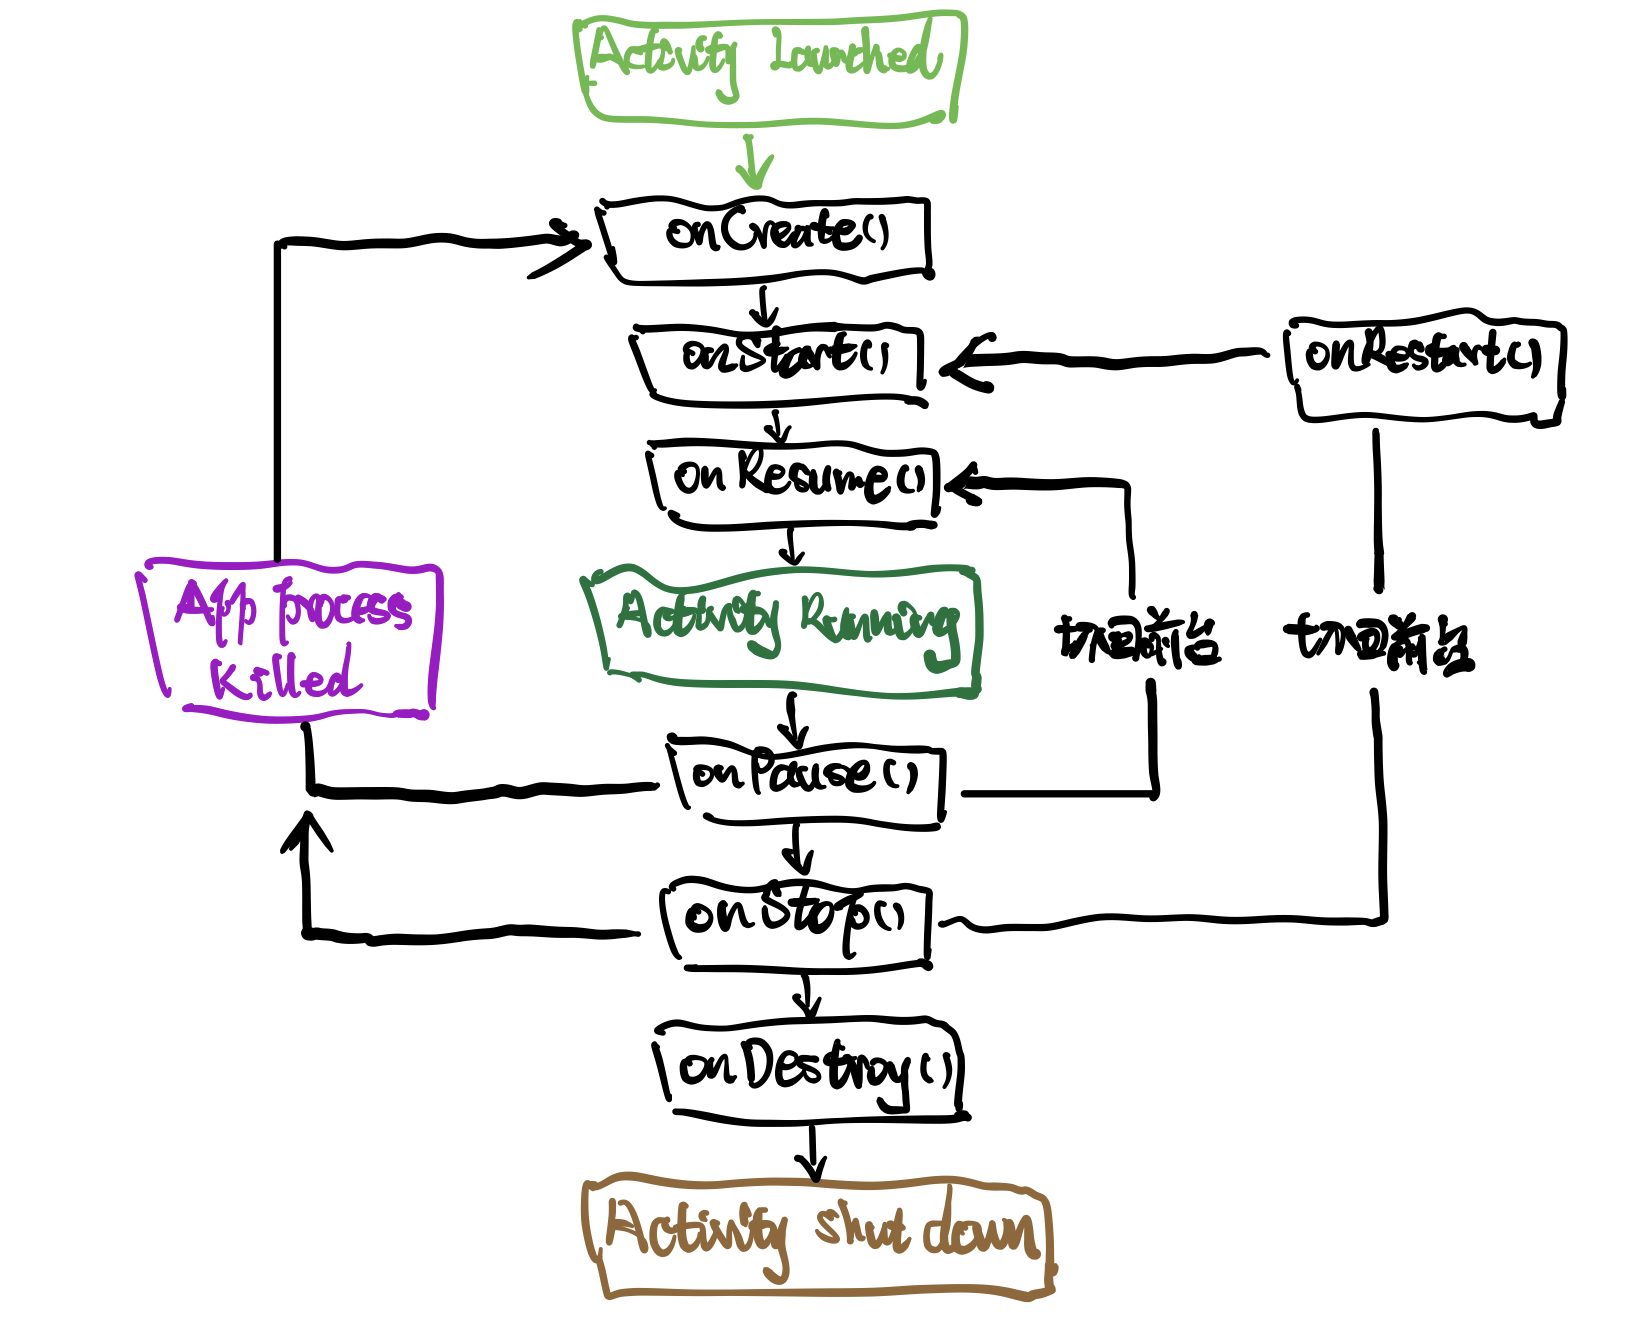 Activity Launched
onCreate()
onStart()
onRestart()
onResume()
App process
killed
Activity Running
切回前台
切回前台
onPause()
onStop()
onDestroy()
Activity shut down